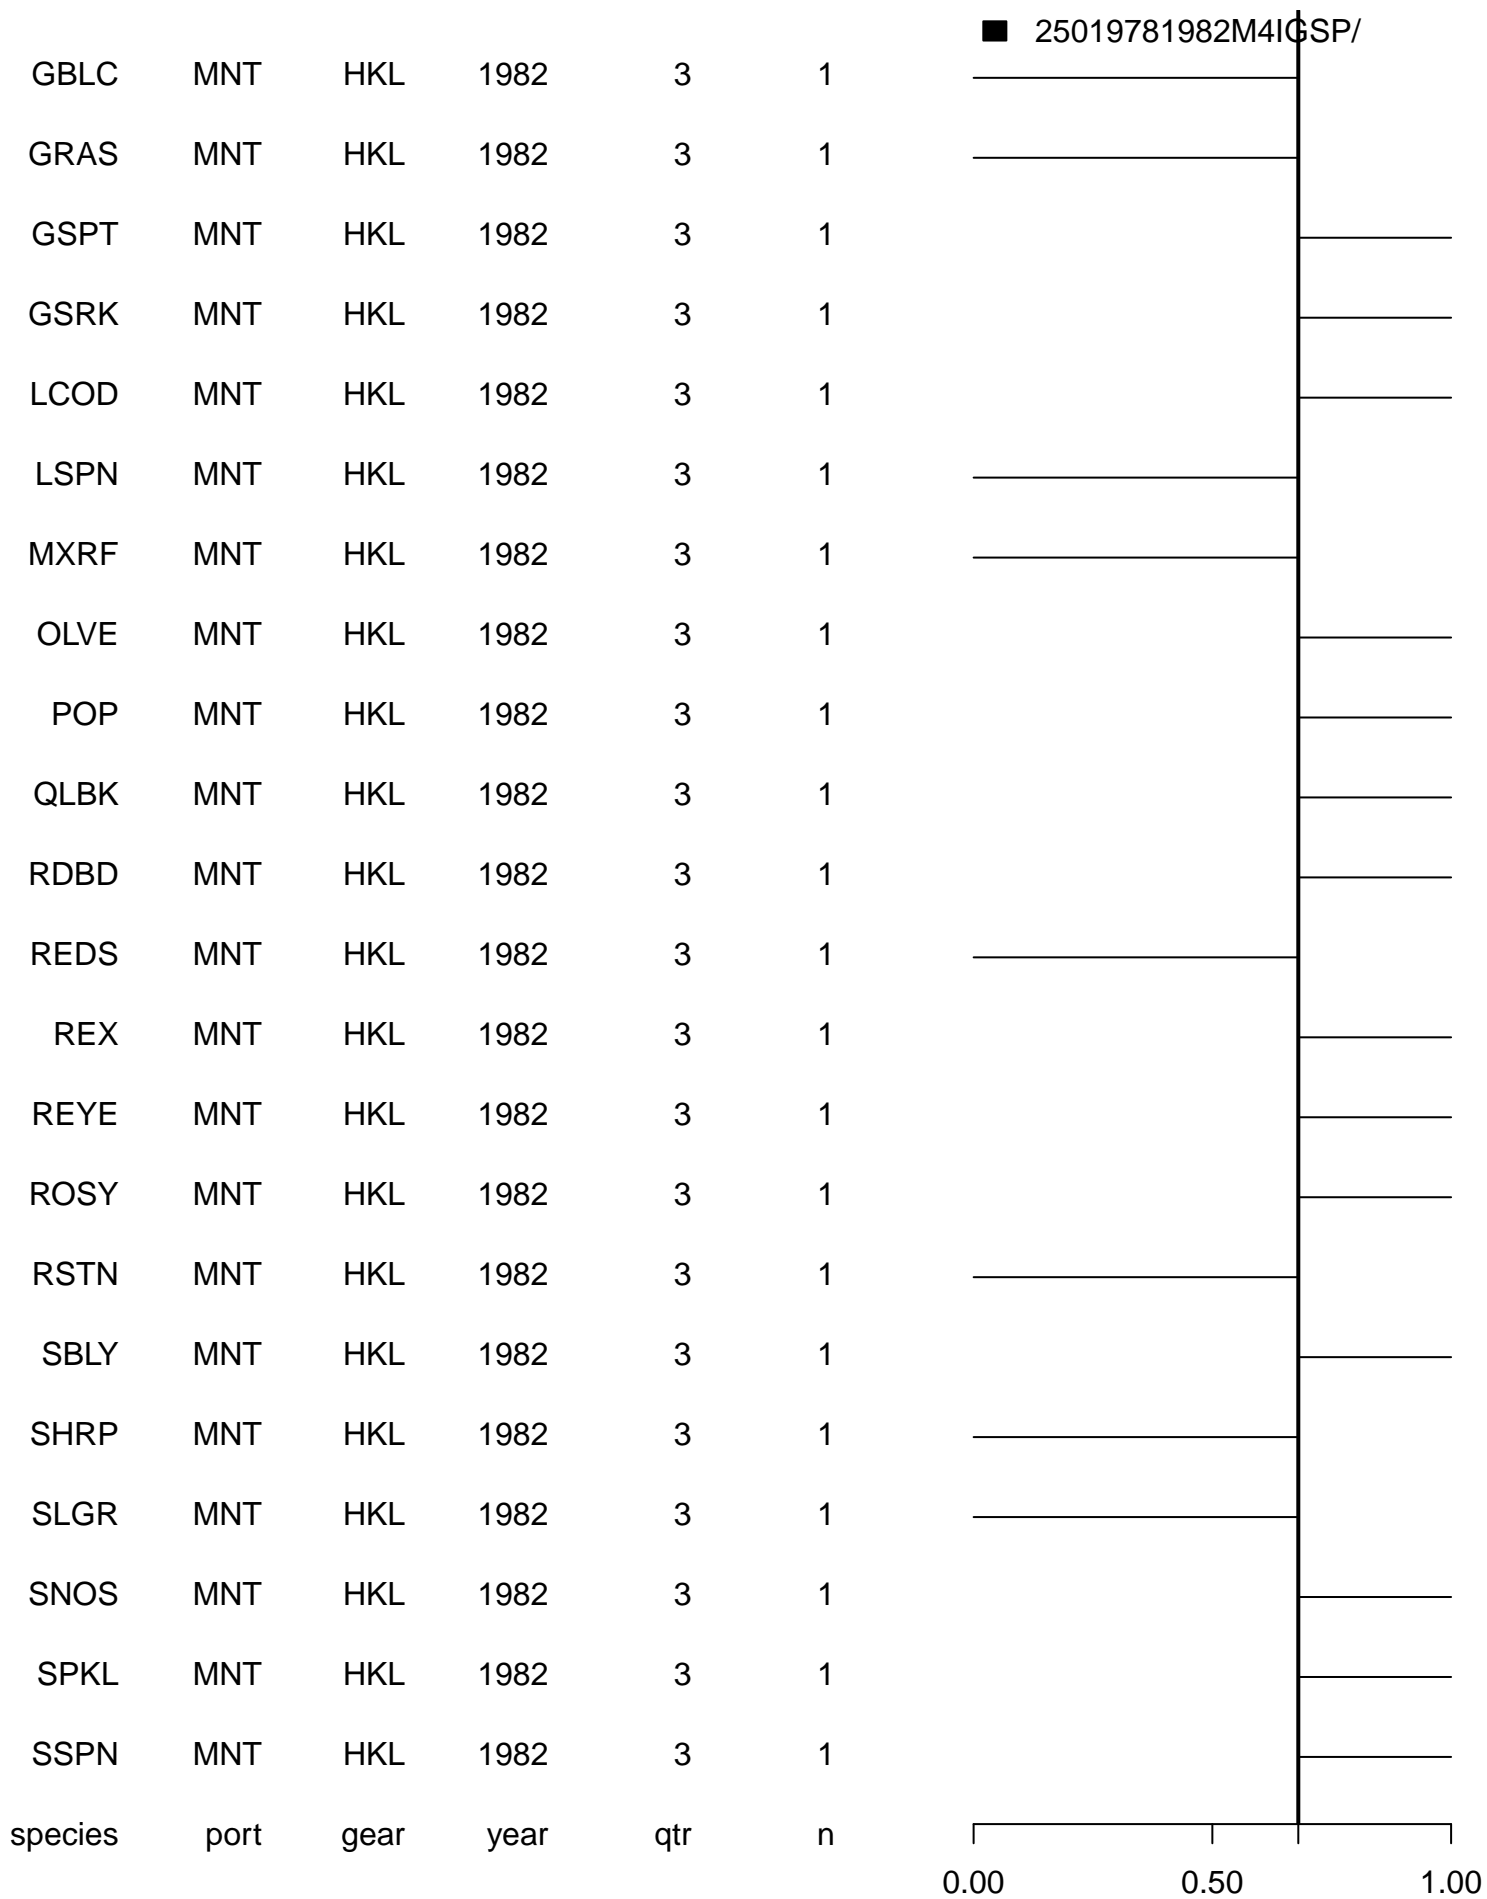 25019781982M4IGSP/
GBLC MNT HKL 1982 3 1
GRAS MNT HKL 1982 3 1
GSPT MNT HKL 1982 3 1
GSRK MNT HKL 1982 3 1
LCOD MNT HKL 1982 3 1
LSPN MNT HKL 1982 3 1
MXRF MNT HKL 1982 3 1
OLVE MNT HKL 1982 3 1
POP MNT HKL 1982 3 1
QLBK MNT HKL 1982 3 1
RDBD MNT HKL 1982 3 1
REDS MNT HKL 1982 3 1
REX MNT HKL 1982 3 1
REYE MNT HKL 1982 3 1
ROSY MNT HKL 1982 3 1
RSTN MNT HKL 1982 3 1
SBLY MNT HKL 1982 3 1
SHRP MNT HKL 1982 3 1
SLGR MNT HKL 1982 3 1
SNOS MNT HKL 1982 3 1
SPKL MNT HKL 1982 3 1
SSPN MNT HKL 1982 3 1
species port gear year qtr n
0.00 0.50 1.00